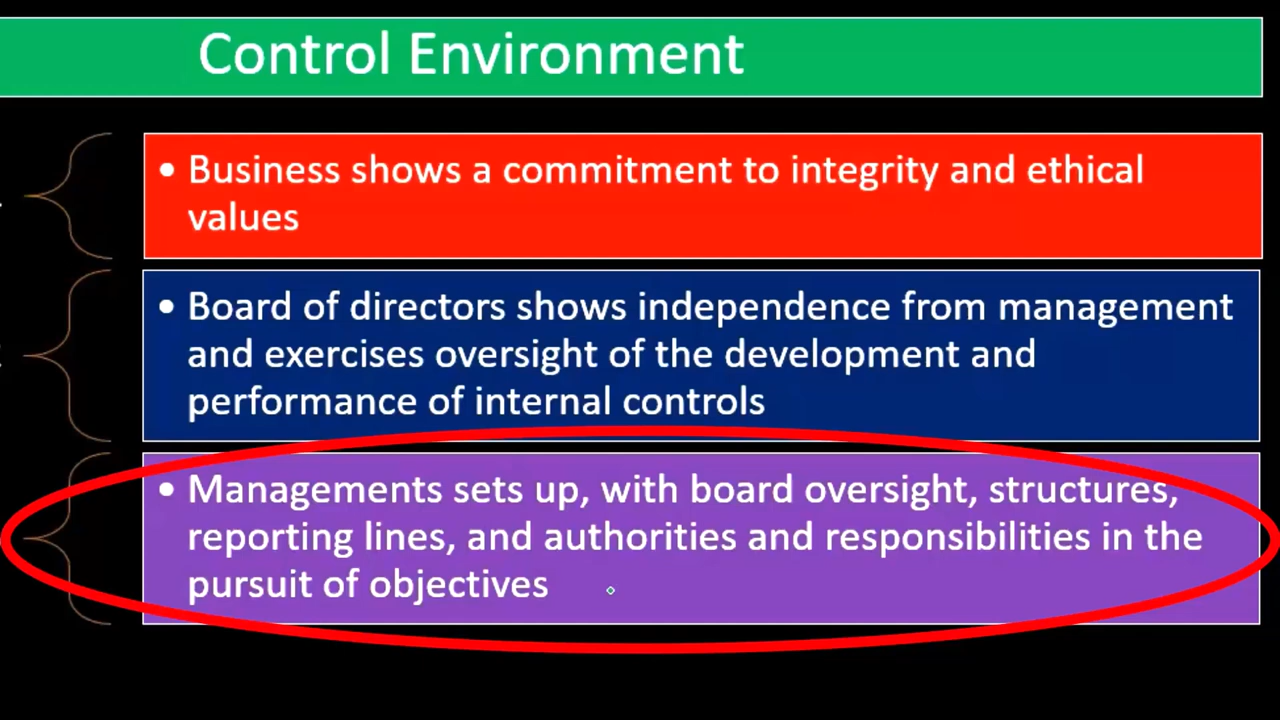 Control Environment
• Business shows a commitment to integrity and ethical
values
• Board of directors shows independence from management
and exercises oversight of the development and
performance of internal controls
• Managements sets up, with board oversight, structures,
reporting lines, and authorities and responsibilities in the
pursuit of objectives